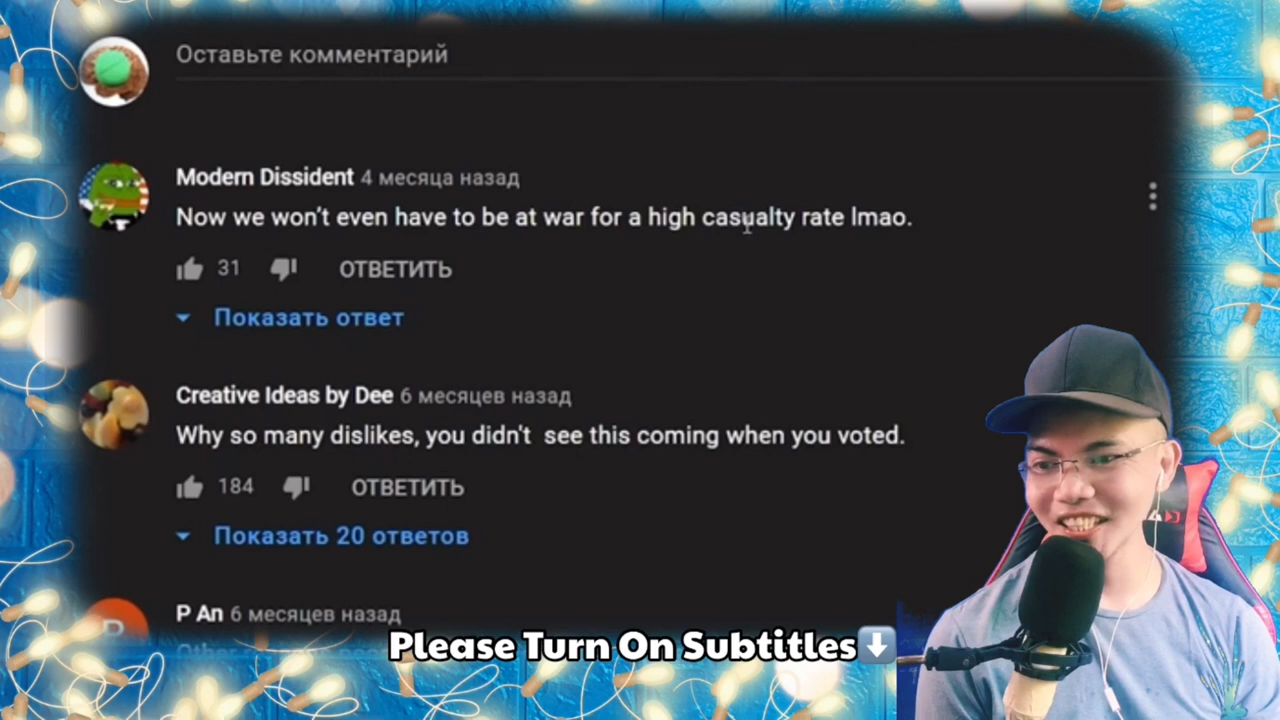 Оставьте комментарий
Modern Dissident 4 месяца назад
Now we won't even have to be at war for a high casualty rate lmao.
31 ОТВЕТИТЬ
Показать ответ
Creative Ideas by Dee 6 месяцев назад
Why so many dislikes, you didn't see this coming when you voted.
184 ОТВЕТИТЬ
Показать 20 ответов
P An 6 месяцев назад
Please Turn On Subtitles